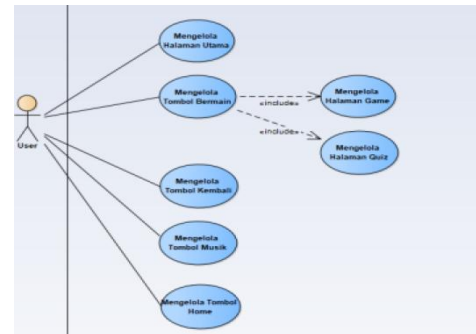 Mengelola
Halaman Utama
Mengelola
Tombol Bermain
«include»
Mengelola
Halaman Game
«include»
Mengelola
Halaman Quiz
User
Mengelola
Tombol Kembali
Mengelola
Tombol Musik
Mengelola Tombol
Home